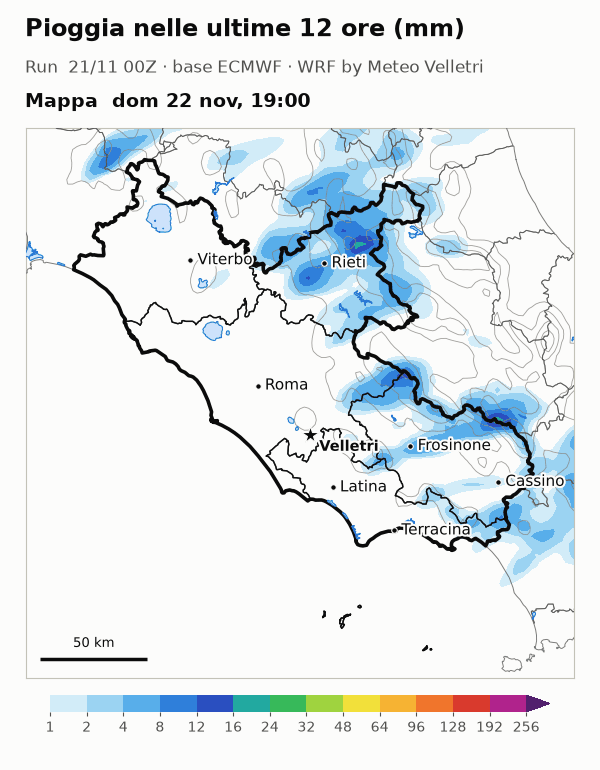 Pioggia nelle ultime 12 ore (mm)
Run  21/11 00Z · base ECMWF · WRF by Meteo Velletri
Mappa  dom 22 nov, 19:00
Viterbo
Rieti
Roma
Velletri
Frosinone
Latina
Cassino
Terracina
50 km
1 2 4 8 12 16 24 32 48 64 96 128 192 256